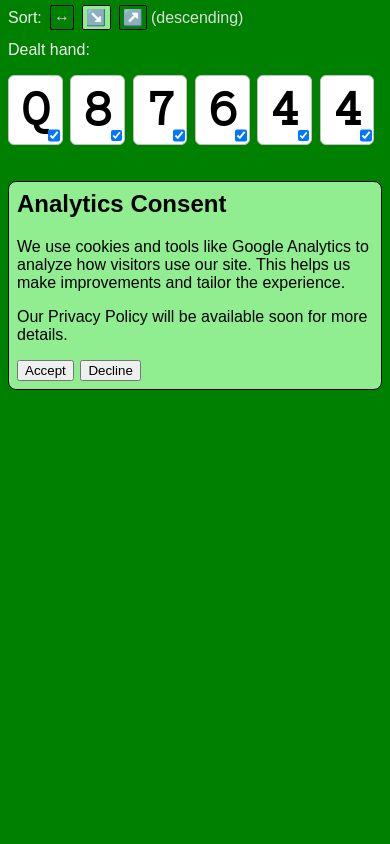 Sort: ↔ ↘ ↗ (descending)
Dealt hand:
Q 8 7 6 4 4
Analytics Consent
We use cookies and tools like Google Analytics to
analyze how visitors use our site. This helps us
make improvements and tailor the experience.
Our Privacy Policy will be available soon for more
details.
Accept Decline